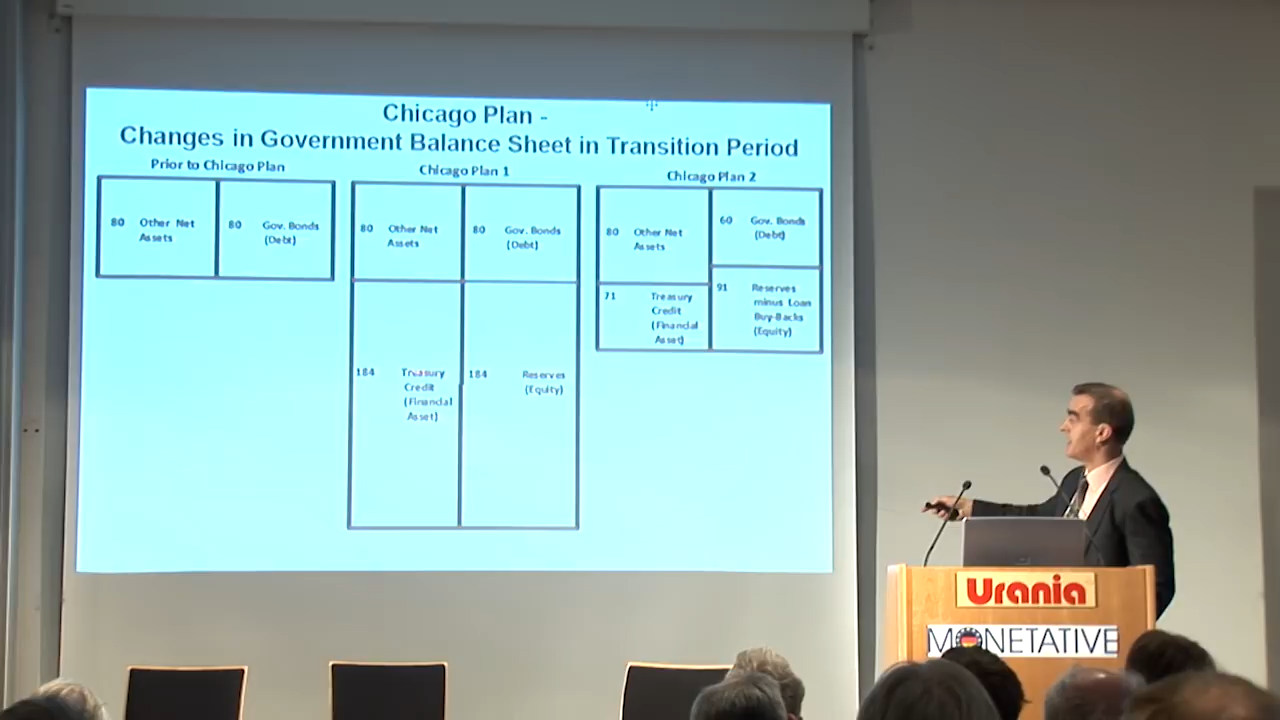 Chicago Plan -
Changes in Government Balance Sheet in Transition Period
Prior to Chicago Plan
80 Other Net
Assets
80 Gov. Bonds
(Debt)
Chicago Plan 1
80 Other Net
Assets
80 Gov. Bonds
(Debt)
184 Treasury
Credit
(Financial
Asset)
184 Reserves
(Equity)
Chicago Plan 2
80 Other Net
Assets
60 Gov. Bonds
(Debt)
71 Treasury
Credit
(Financial
Asset)
91 Reserves
minus Loan
Buy-Backs
(Equity)
Urania
MONETATIVE